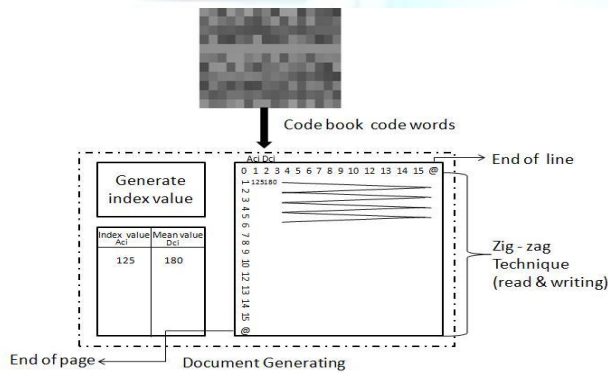 Code book code words
Aci Dci
End of line
0 1 2 3 4 5 6 7 8 9 10 12 13 14 15 @
Generate
index value
1 125180
2
3
4
5
6
7
8
9
10
12
13
14
15
@
Index value Mean value
Aci Dci
125 180
Zig - zag
Technique
(read & writing)
End of page
Document Generating